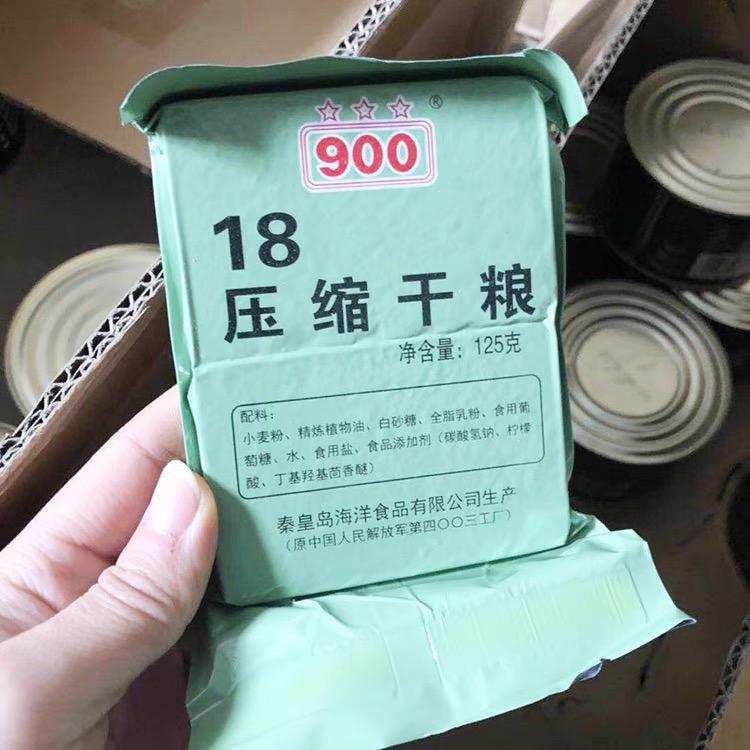 900
®
18
压缩干粮
净含量：125克
配料：
小麦粉、精炼植物油、白砂糖、全脂乳粉、食用葡
萄糖、水、食用盐、食品添加剂（碳酸氢钠、柠檬
酸、丁基羟基茴香醚）
秦皇岛海洋食品有限公司生产
（原中国人民解放军第四〇〇三工厂）